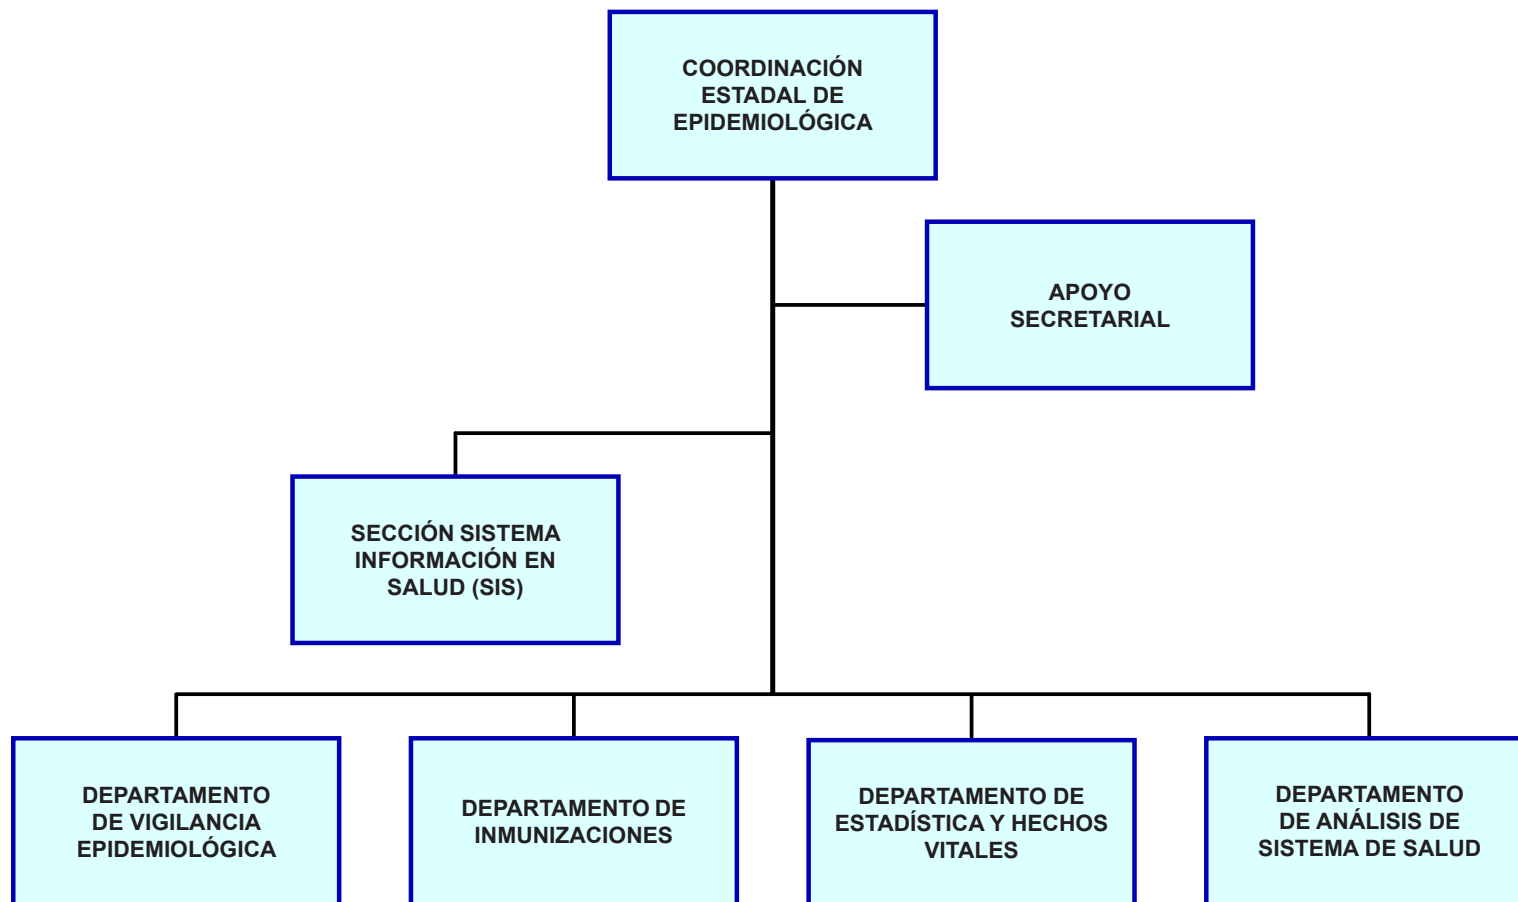 COORDINACIÓN
ESTADAL DE
EPIDEMIOLÓGICA
APOYO
SECRETARIAL
SECCIÓN SISTEMA
INFORMACIÓN EN
SALUD (SIS)
DEPARTAMENTO
DE VIGILANCIA
EPIDEMIOLÓGICA
DEPARTAMENTO DE
INMUNIZACIONES
DEPARTAMENTO DE
ESTADÍSTICA Y HECHOS
VITALES
DEPARTAMENTO
DE ANÁLISIS DE
SISTEMA DE SALUD